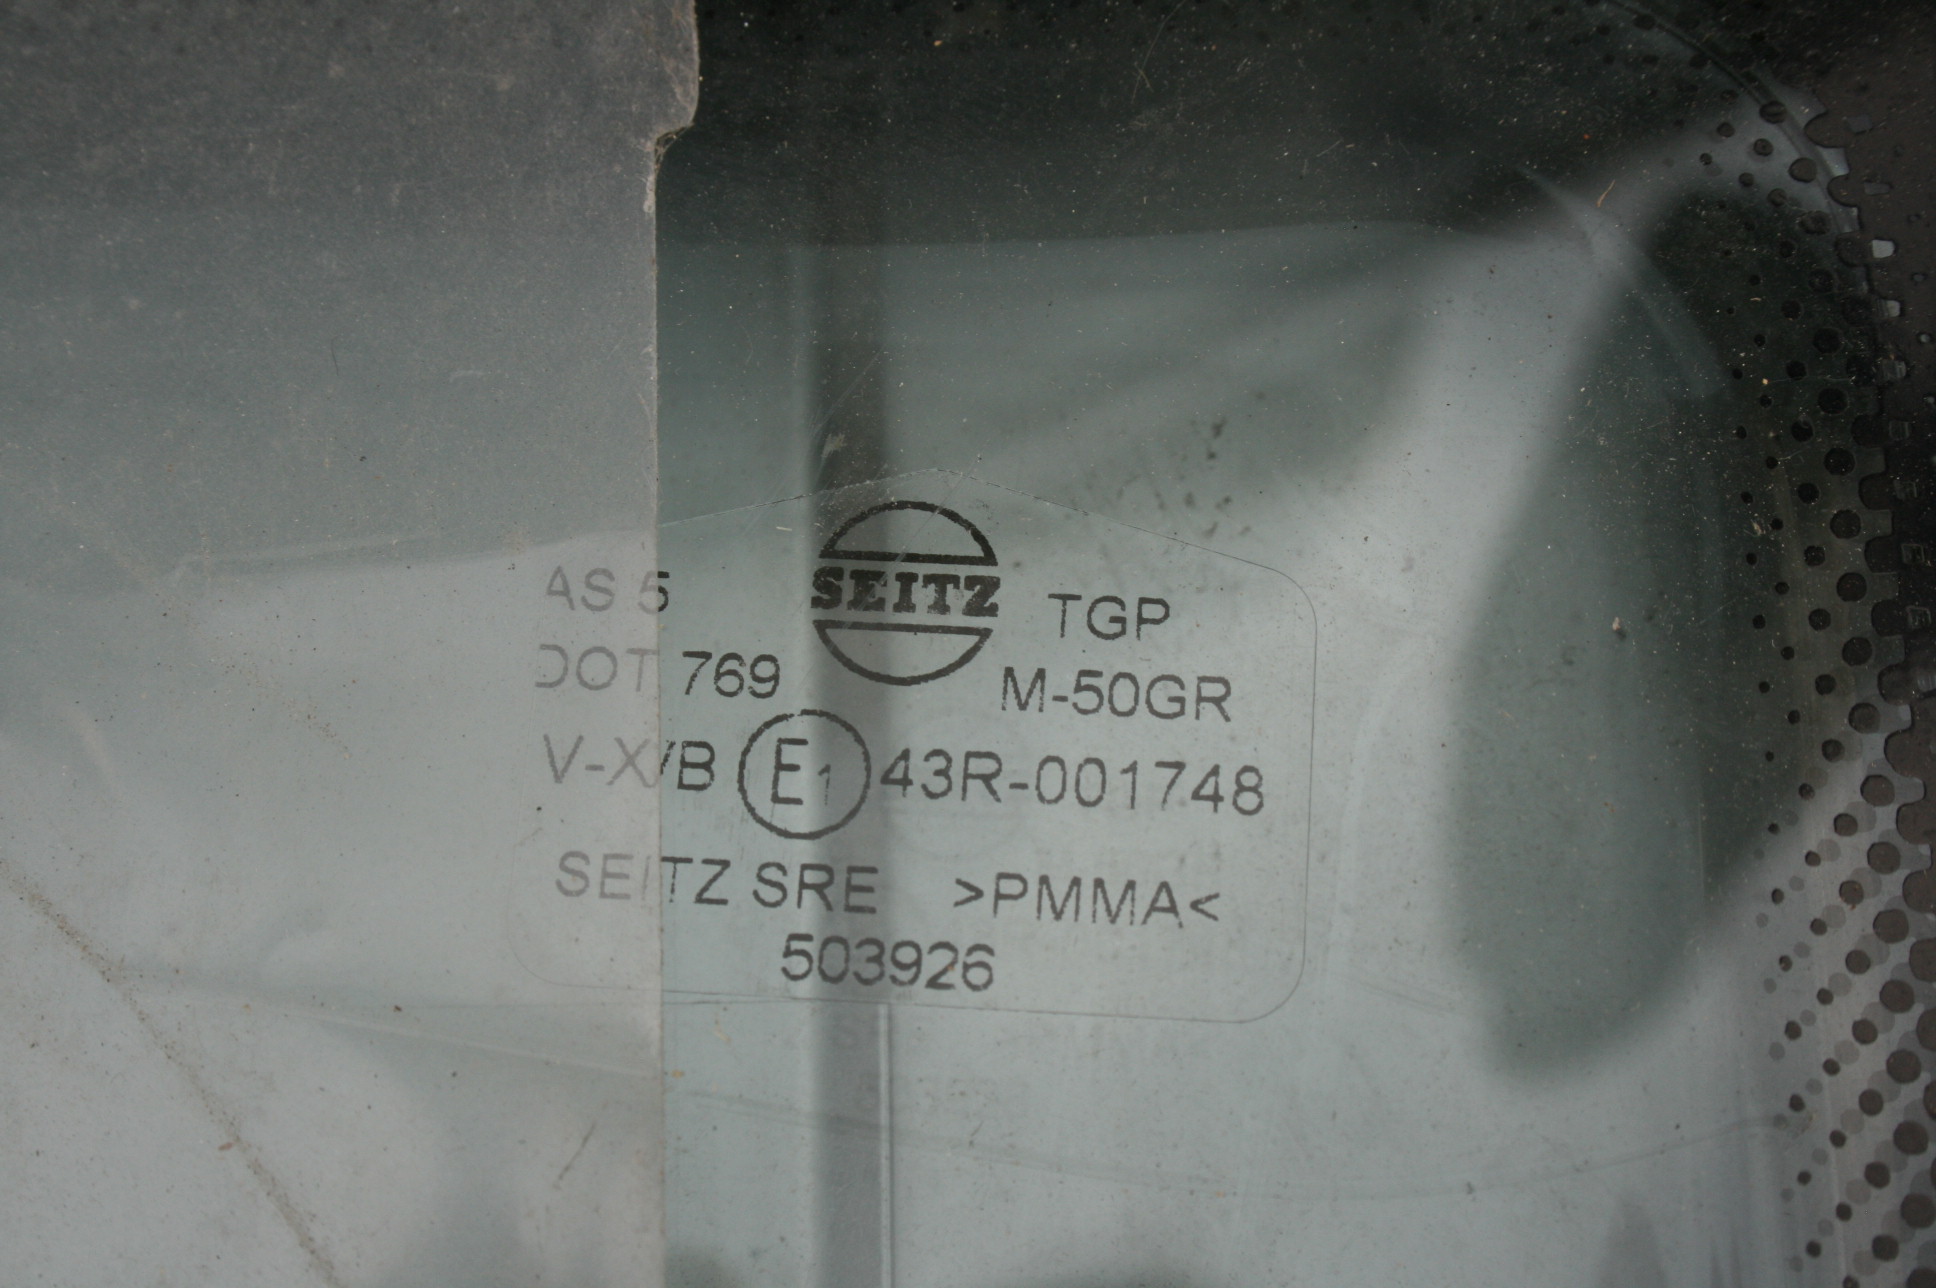 SEITZ
AS 5
TGP
DOT 769
M-50GR
V-X/B E1 43R-001748
SEITZ SRE >PMMA<
503926